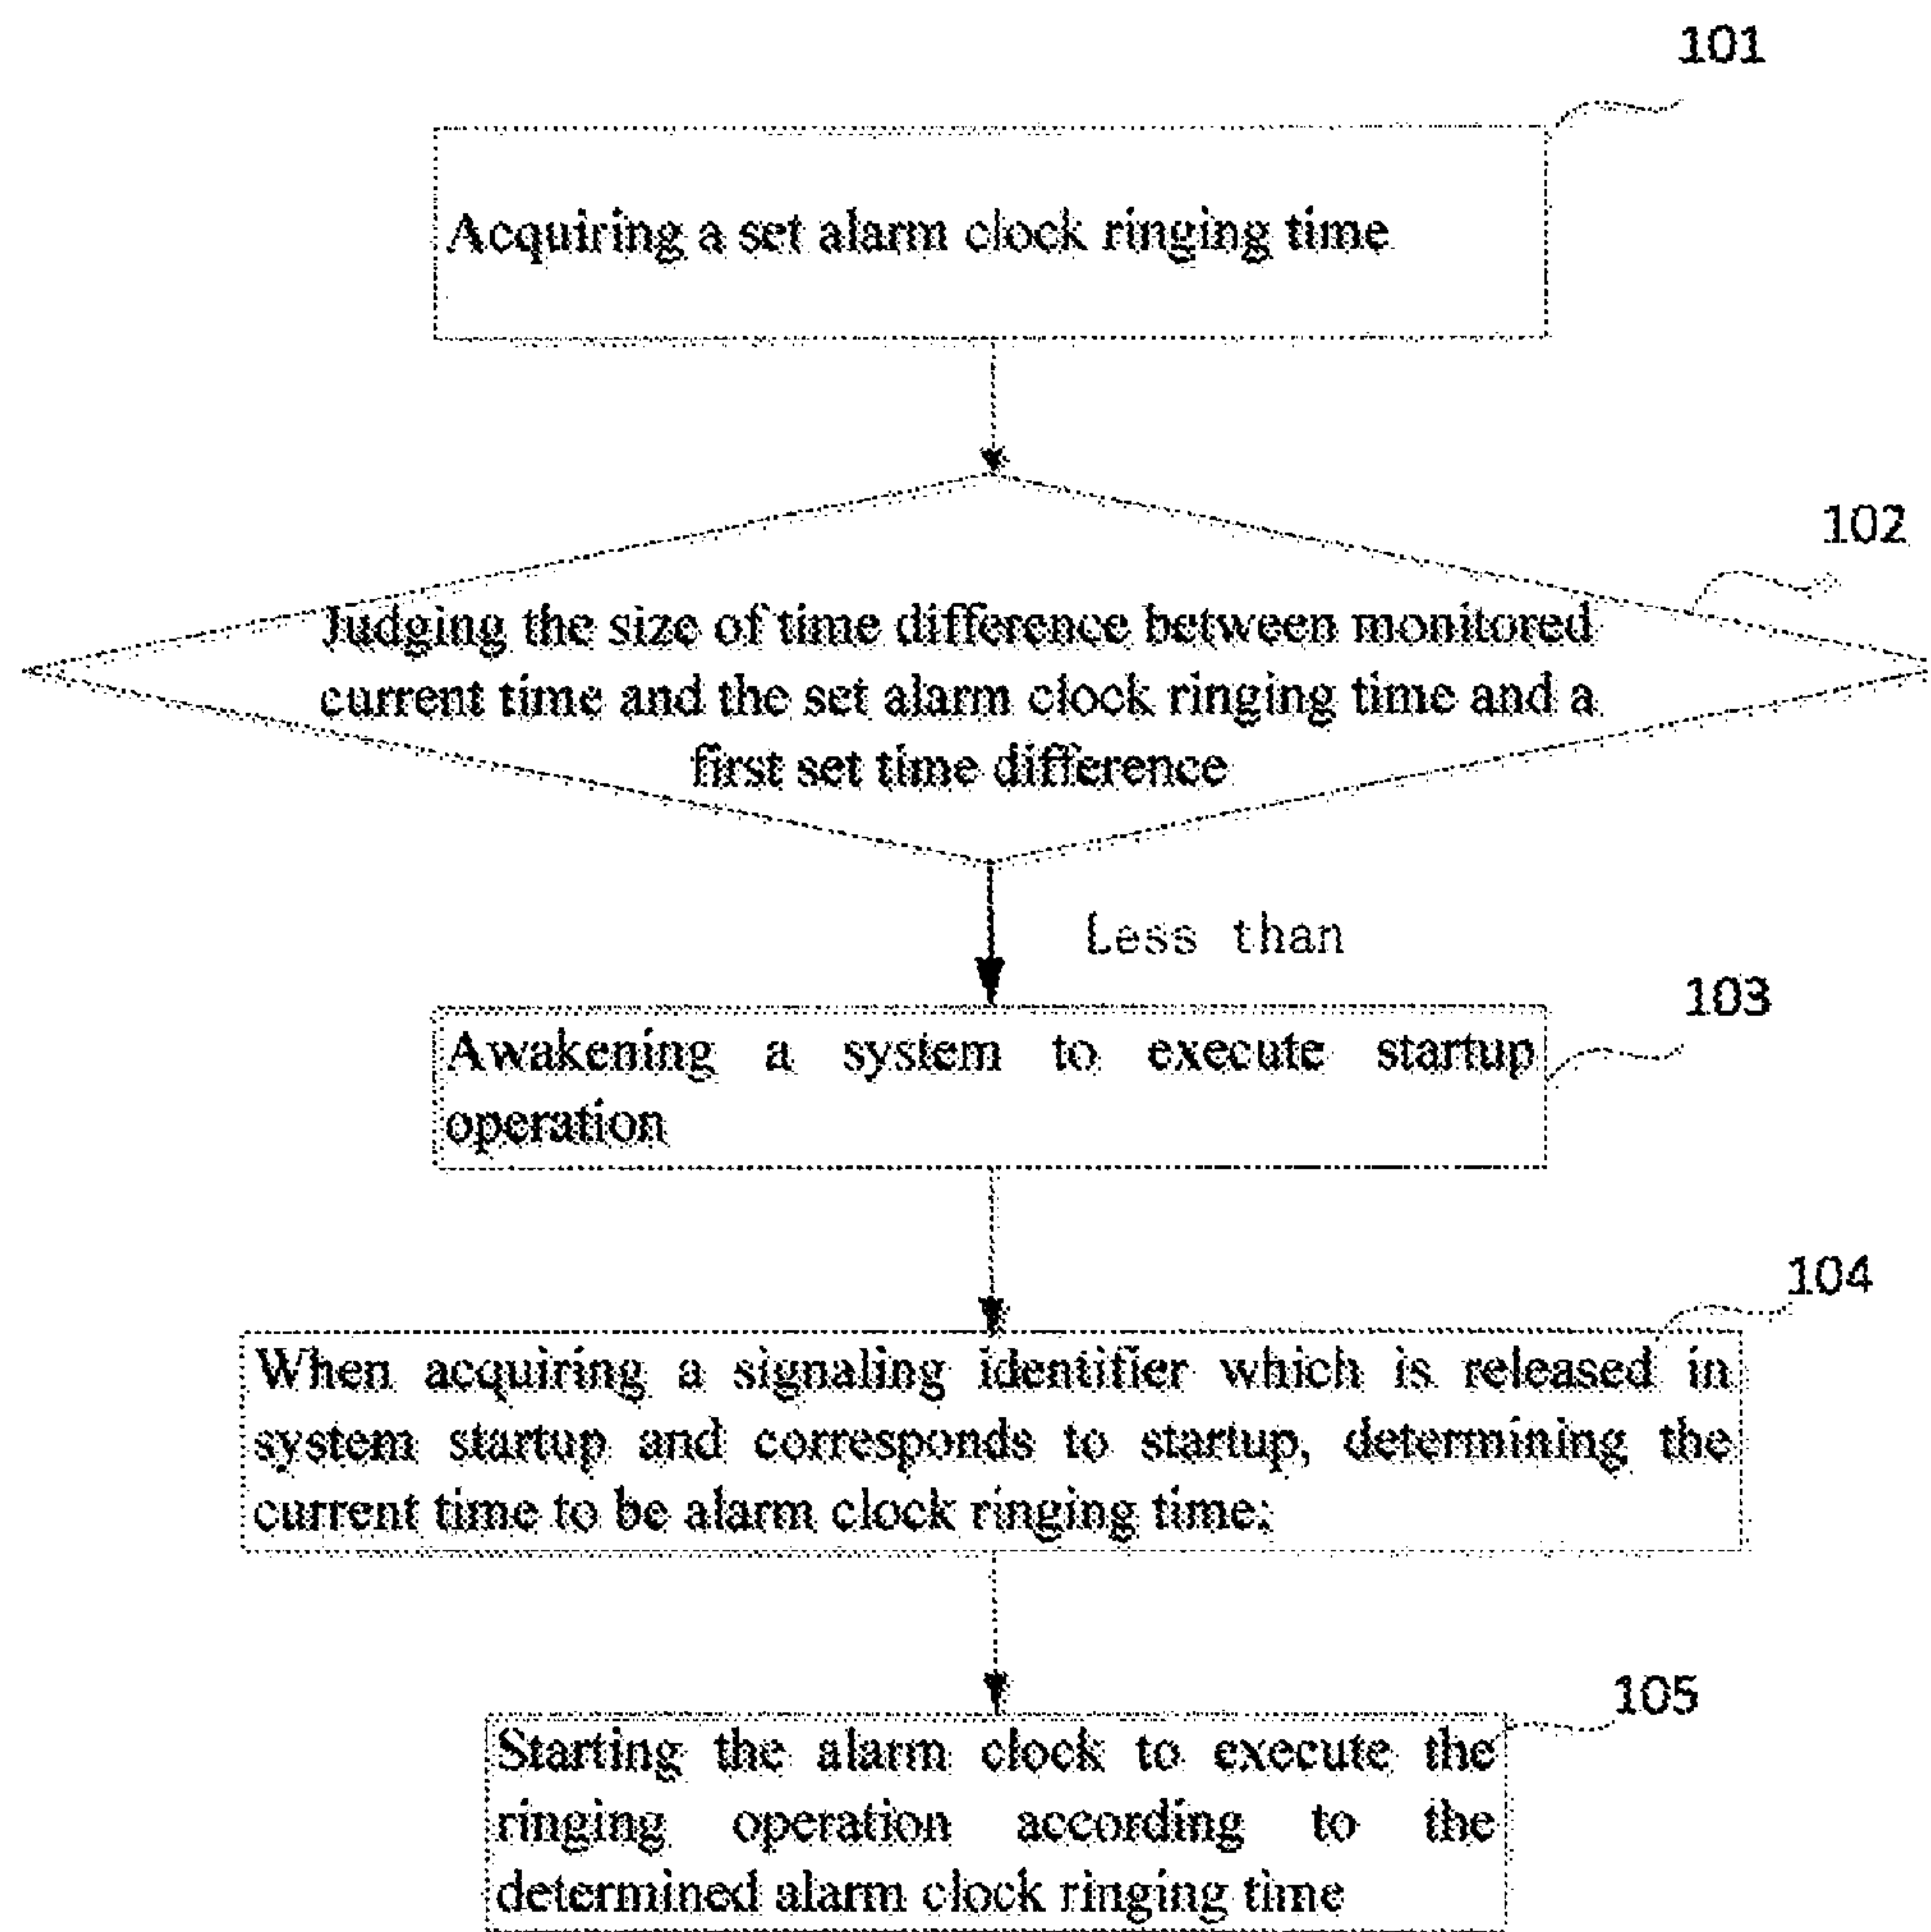 101
Acquiring a set alarm clock ringing time
102
Judging the size of time difference between monitored
current time and the set alarm clock ringing time and a
first set time difference
Less than
103
Awakening a system to execute startup
operation
104
When acquiring a signaling identifier which is released in
system startup and corresponds to startup, determining the
current time to be alarm clock ringing time;
105
Starting the alarm clock to execute the
ringing operation according to the
determined alarm clock ringing time